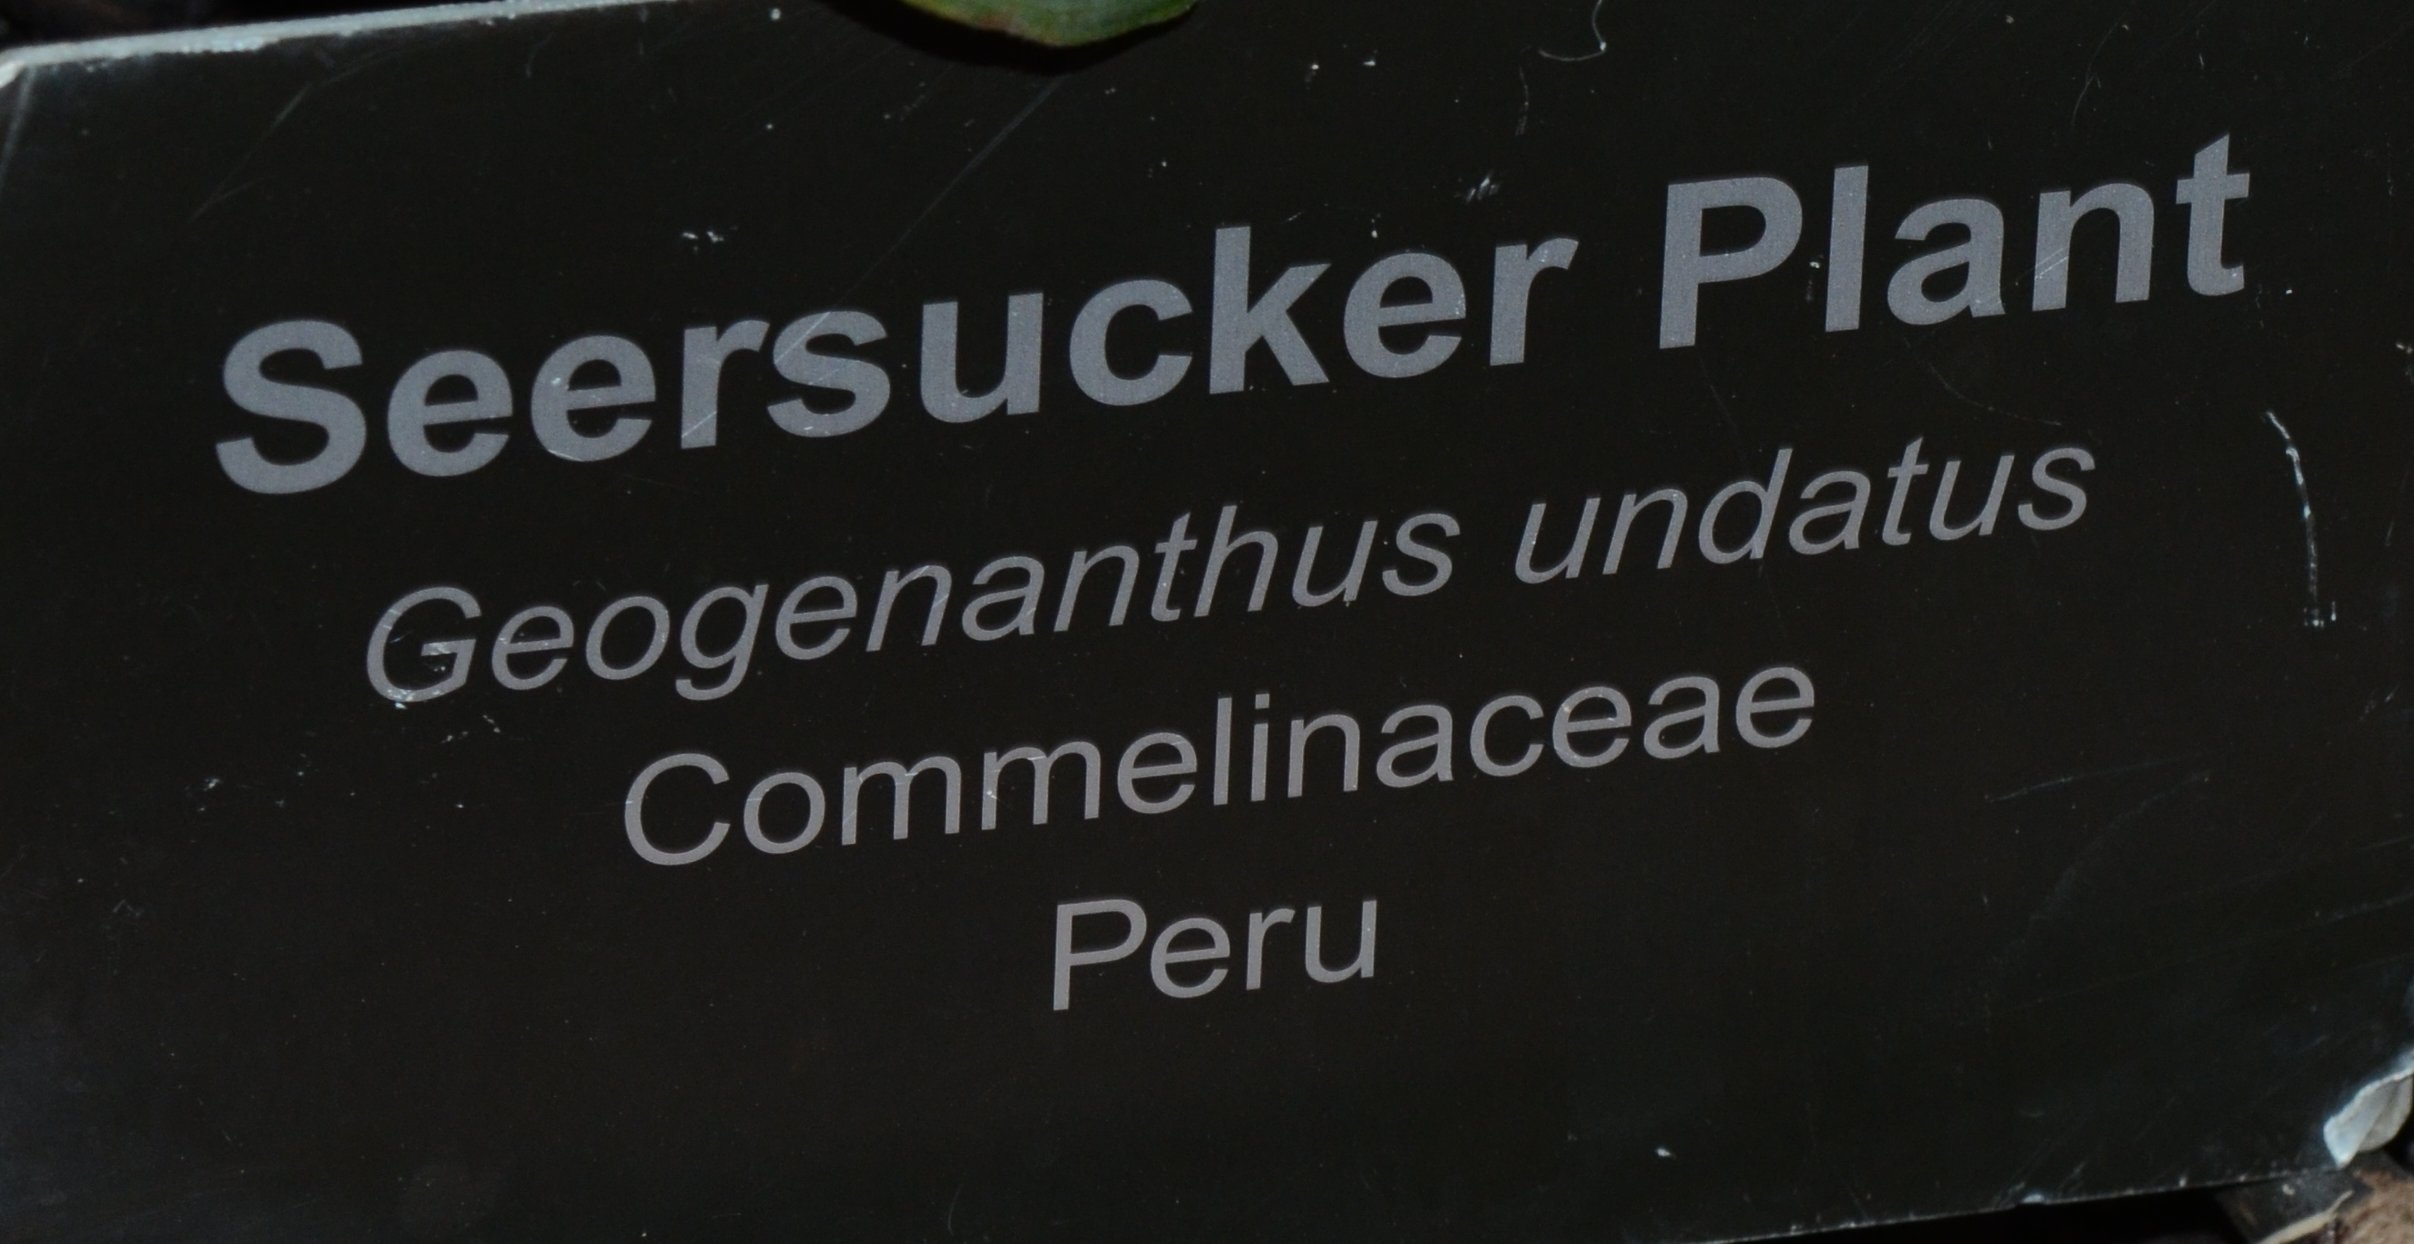 Seersucker Plant
Geogenanthus undatus
Commelinaceae
Peru